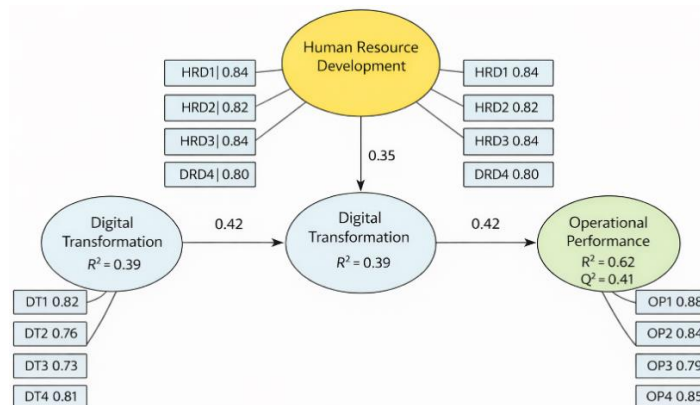 Human Resource
Development
HRD1| 0.84
HRD2| 0.82
HRD3| 0.84
DRD4| 0.80
HRD1 0.84
HRD2 0.82
HRD3 0.84
DRD4 0.80
0.35
Digital
Transformation
R² = 0.39
0.42
Digital
Transformation
R² = 0.39
0.42
Operational
Performance
R² = 0.62
Q² = 0.41
DT1 0.82
DT2 0.76
DT3 0.73
DT4 0.81
OP1 0.88
OP2 0.84
OP3 0.79
OP4 0.85